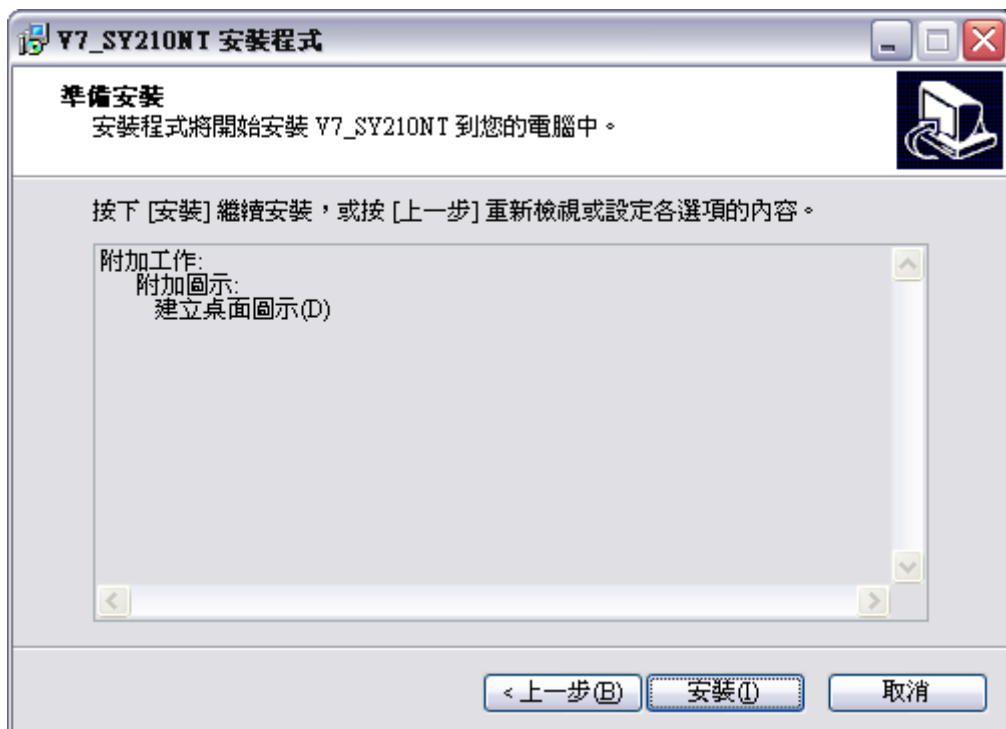 V7_SY210NT 安裝程式
準備安裝
安裝程式將開始安裝 V7_SY210NT 到您的電腦中。
按下 [安裝] 繼續安裝，或按 [上一步] 重新檢視或設定各選項的內容。
附加工作:
附加圖示:
建立桌面圖示(D)
< 上一步(B)
安裝(I)
取消